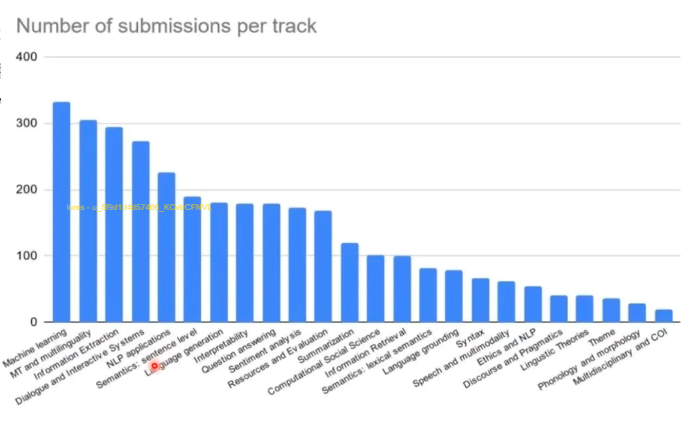 Number of submissions per track
400
300
200
100
0
Machine learning
MT and multilinguality
Information Extraction
Dialogue and Interactive Systems
NLP applications
Semantics: sentence level
Language generation
Interpretability
Question answering
Sentiment analysis
Resources and Evaluation
Summarization
Computational Social Science
Information Retrieval
Semantics: lexical semantics
Language grounding
Syntax
Speech and multimodality
Ethics and NLP
Discourse and Pragmatics
Linguistic Theories
Theme
Phonology and morphology
Multidisciplinary and COI